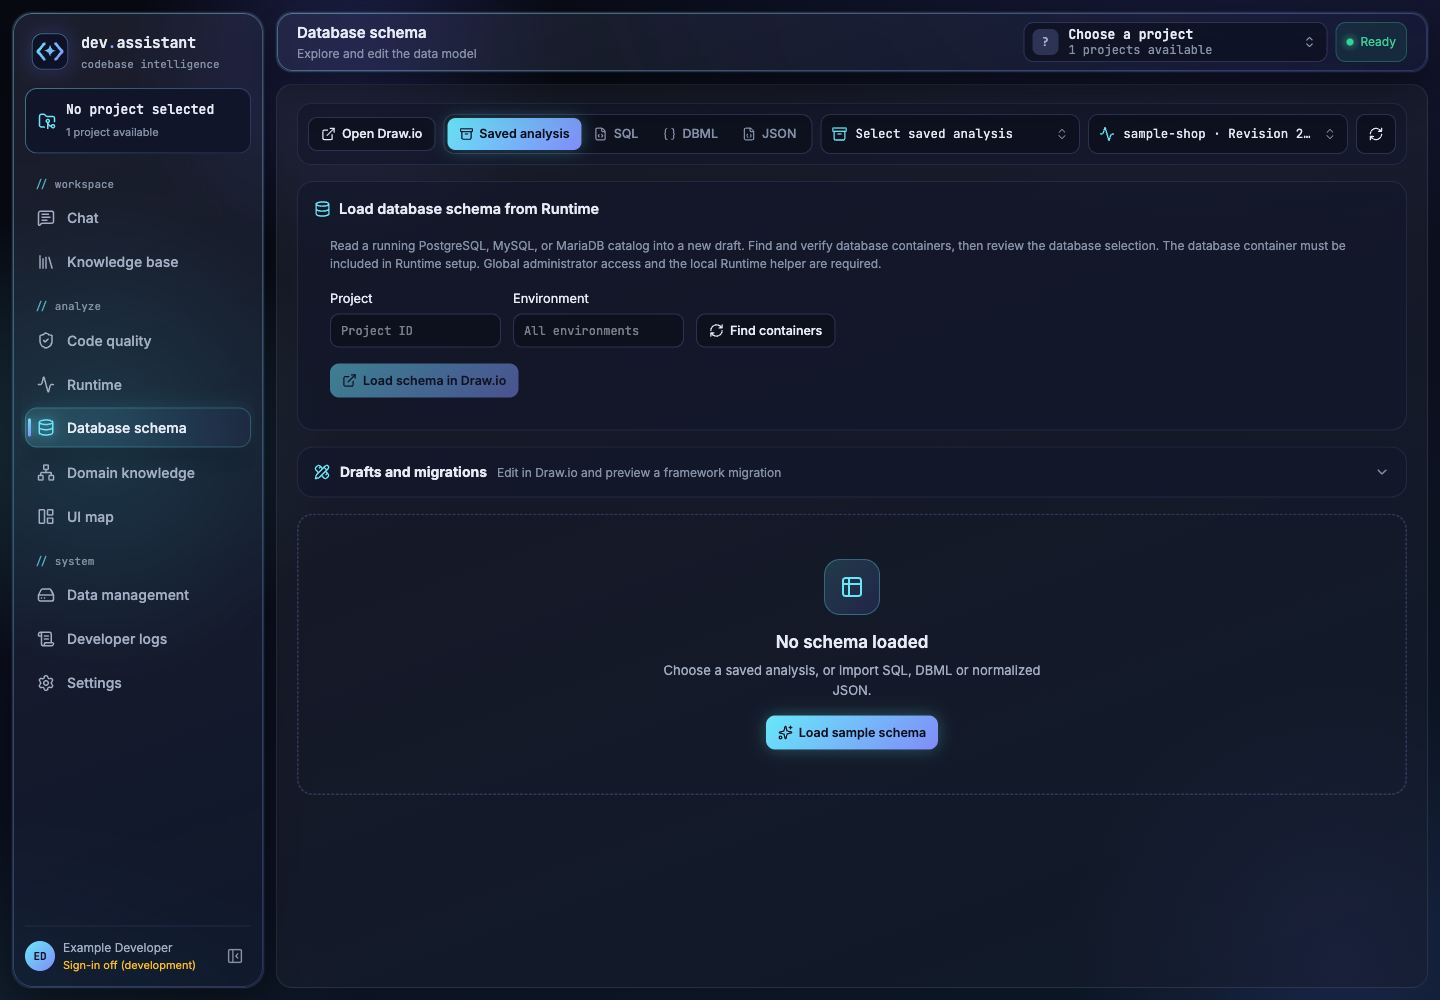 dev.assistant
codebase intelligence
No project selected
1 project available
// workspace
Chat
Knowledge base
// analyze
Code quality
Runtime
Database schema
Domain knowledge
UI map
// system
Data management
Developer logs
Settings
ED
Example Developer
Sign-in off (development)
Database schema
Explore and edit the data model
?
Choose a project
1 projects available
Ready
Open Draw.io
Saved analysis
SQL
DBML
JSON
Select saved analysis
sample-shop · Revision 2…
Load database schema from Runtime
Read a running PostgreSQL, MySQL, or MariaDB catalog into a new draft. Find and verify database containers, then review the database selection. The database container must be
included in Runtime setup. Global administrator access and the local Runtime helper are required.
Project
Environment
Project ID
All environments
Find containers
Load schema in Draw.io
Drafts and migrations
Edit in Draw.io and preview a framework migration
No schema loaded
Choose a saved analysis, or import SQL, DBML or normalized
JSON.
Load sample schema